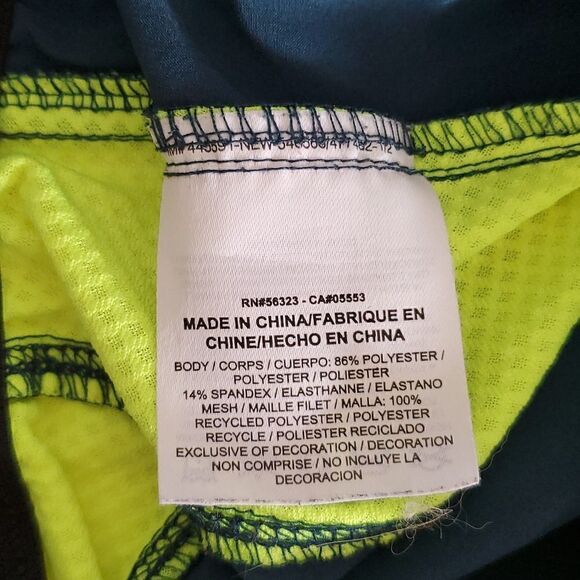 RN#56323 - CA#05553
MADE IN CHINA/FABRIQUE EN
CHINE/HECHO EN CHINA
BODY / CORPS / CUERPO: 86% POLYESTER /
POLYESTER / POLIESTER
14% SPANDEX / ELASTHANNE / ELASTANO
MESH / MAILLE FILET / MALLA: 100%
RECYCLED POLYESTER / POLYESTER
RECYCLE / POLIESTER RECICLADO
EXCLUSIVE OF DECORATION / DECORATION
NON COMPRISE / NO INCLUYE LA
DECORACION